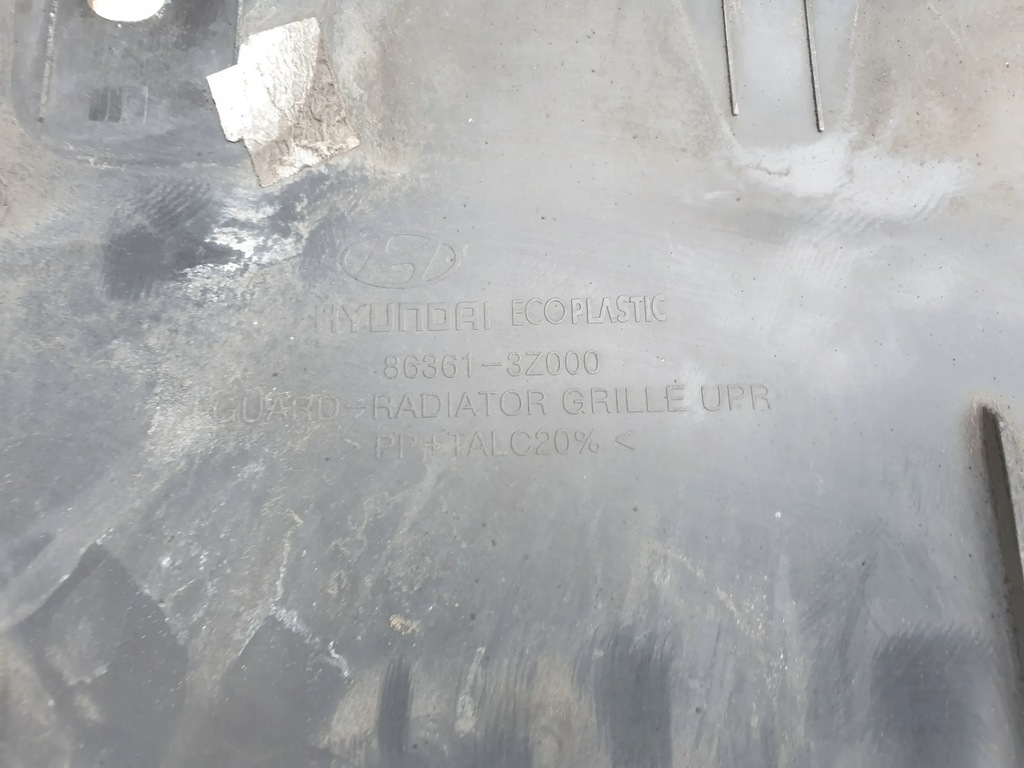 HYUNDAI ECOPLASTIC
86361-3Z000
GUARD-RADIATOR GRILLE UPR
> PP+TALC20% <